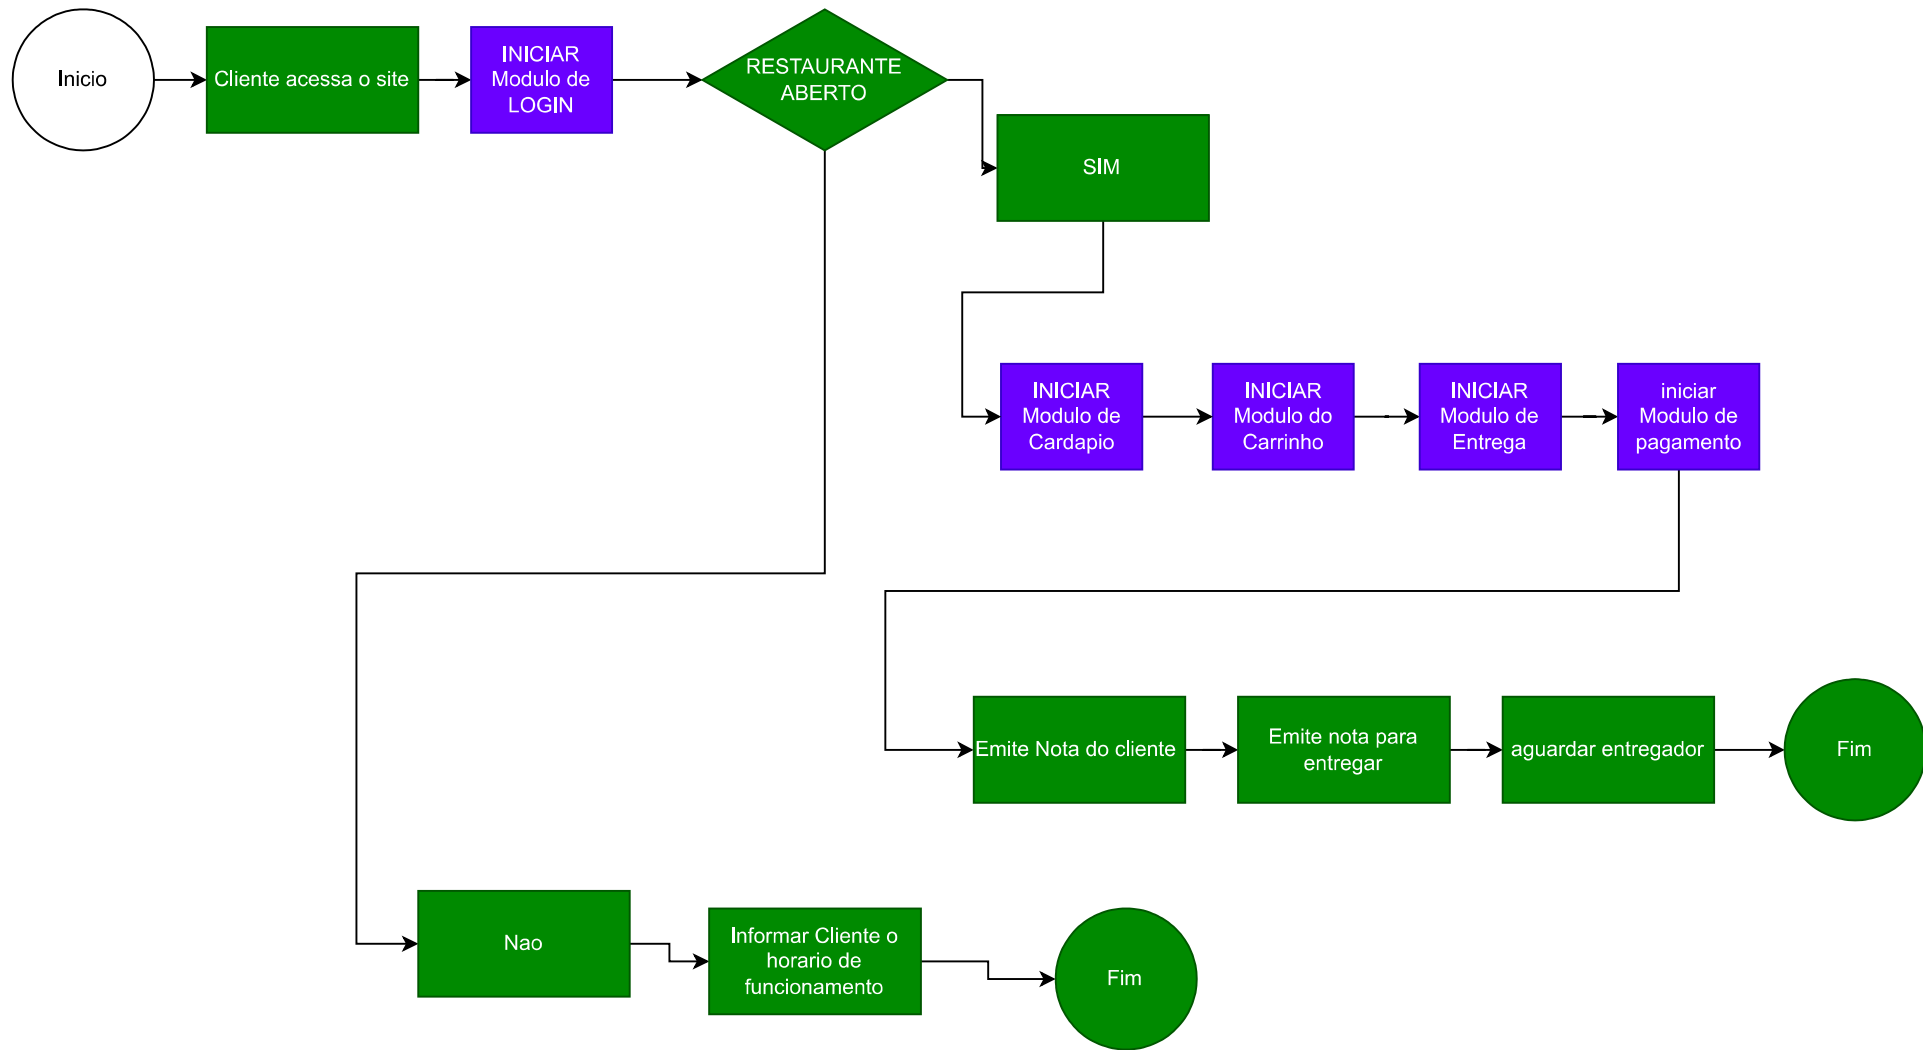 Inicio
Cliente acessa o site
INICIAR
Modulo de
LOGIN
RESTAURANTE
ABERTO
SIM
INICIAR
Modulo de
Cardapio
INICIAR
Modulo do
Carrinho
INICIAR
Modulo de
Entrega
iniciar
Modulo de
pagamento
Emite Nota do cliente
Emite nota para
entregar
aguardar entregador
Fim
Nao
Informar Cliente o
horario de
funcionamento
Fim